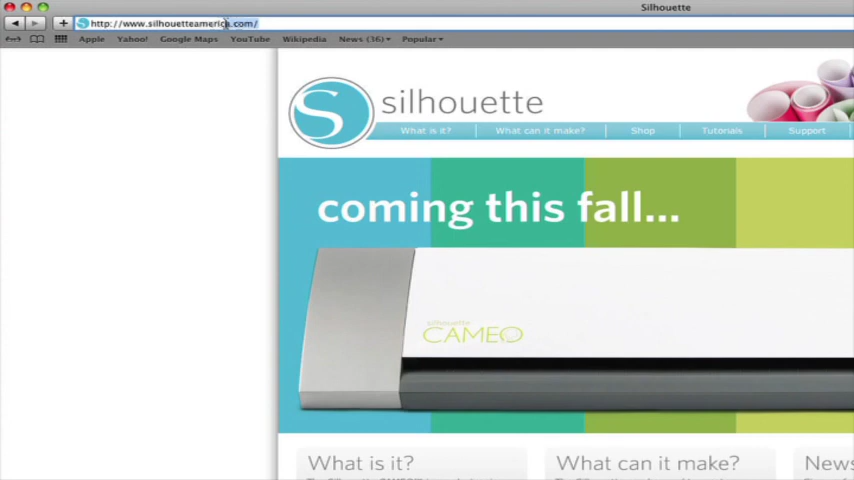 Silhouette
http://www.silhouetteamerica.com/
Apple Yahoo! Google Maps YouTube Wikipedia News (36) Popular
S silhouette
What is it? What can it make? Shop Tutorials Support
coming this fall...
silhouette
CAMEO
What is it? What can it make? News